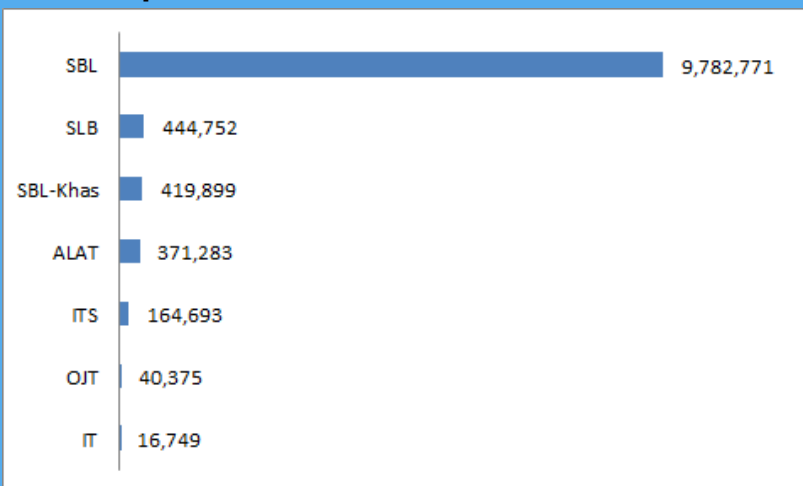 SBL 9,782,771
SLB 444,752
SBL-Khas 419,899
ALAT 371,283
ITS 164,693
OJT 40,375
IT 16,749